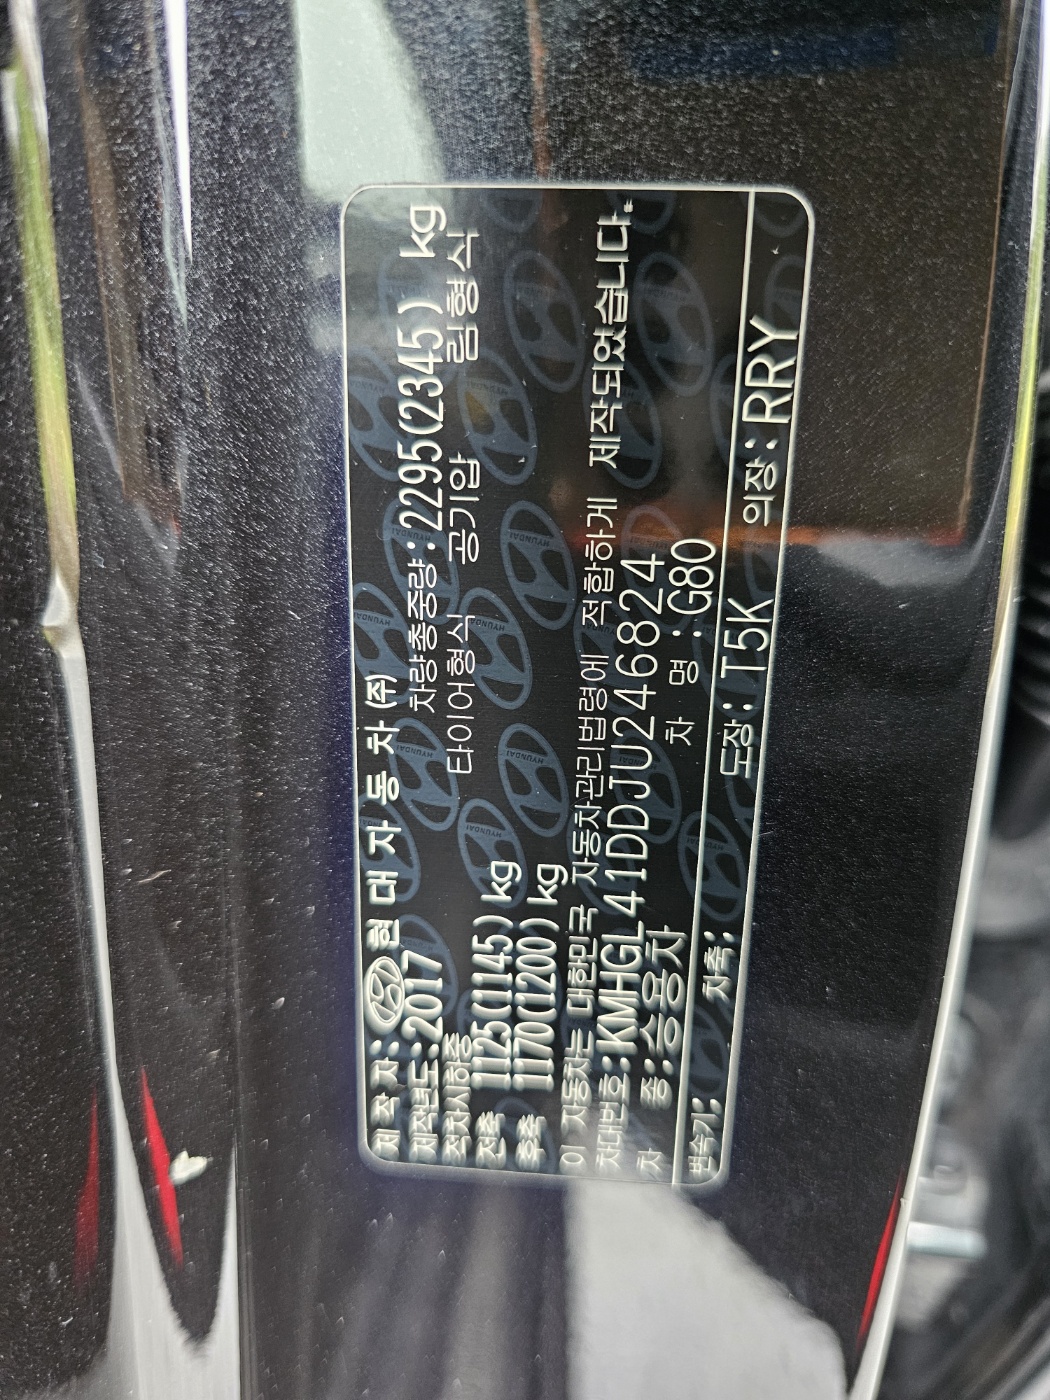 제 작 자: 현 대 자 동 차 (주)
제작년도: 2017 차량총중량: 2295(2345) kg
적차시하중 타이어형식 공기압 림형식
전축 1125(1145) kg
후축 1170(1200) kg
이 자동차는 대한민국 자동차관리법령에 적합하게 제작되었습니다.
차대번호: KMHGL41DDJU246824
차 종: 승용차 차 명: G80
변속기: 차축: 도장: T5K 의장: RRY